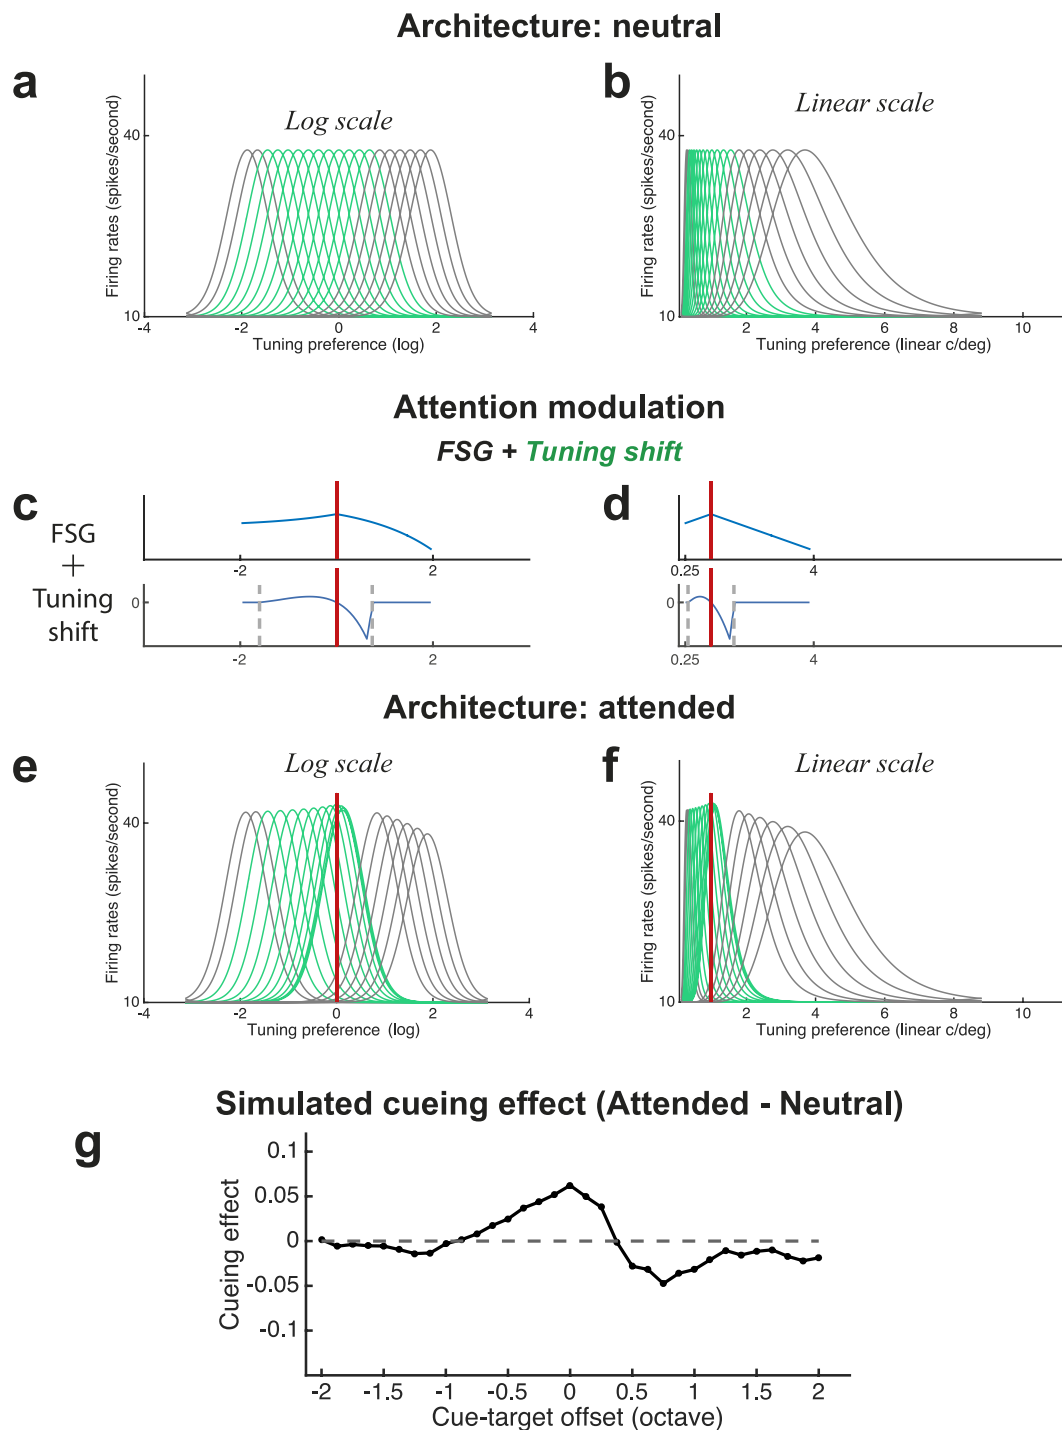 Architecture: neutral
a
b
Log scale
Linear scale
Firing rates (spikes/second)
40
10
-4
-2
0
2
4
Tuning preference (log)
Firing rates (spikes/second)
40
10
2
4
6
8
10
Tuning preference (linear c/deg)
Attention modulation
FSG + Tuning shift
c
d
FSG
+
Tuning
shift
-2
2
0
-2
0
2
0.25
4
0
0.25
4
Architecture: attended
e
f
Log scale
Linear scale
Firing rates (spikes/second)
40
10
-4
-2
0
2
4
Tuning preference (log)
Firing rates (spikes/second)
40
10
2
4
6
8
10
Tuning preference (linear c/deg)
Simulated cueing effect (Attended - Neutral)
g
Cueing effect
0.1
0.05
0
-0.05
-0.1
-2
-1.5
-1
-0.5
0
0.5
1
1.5
2
Cue-target offset (octave)